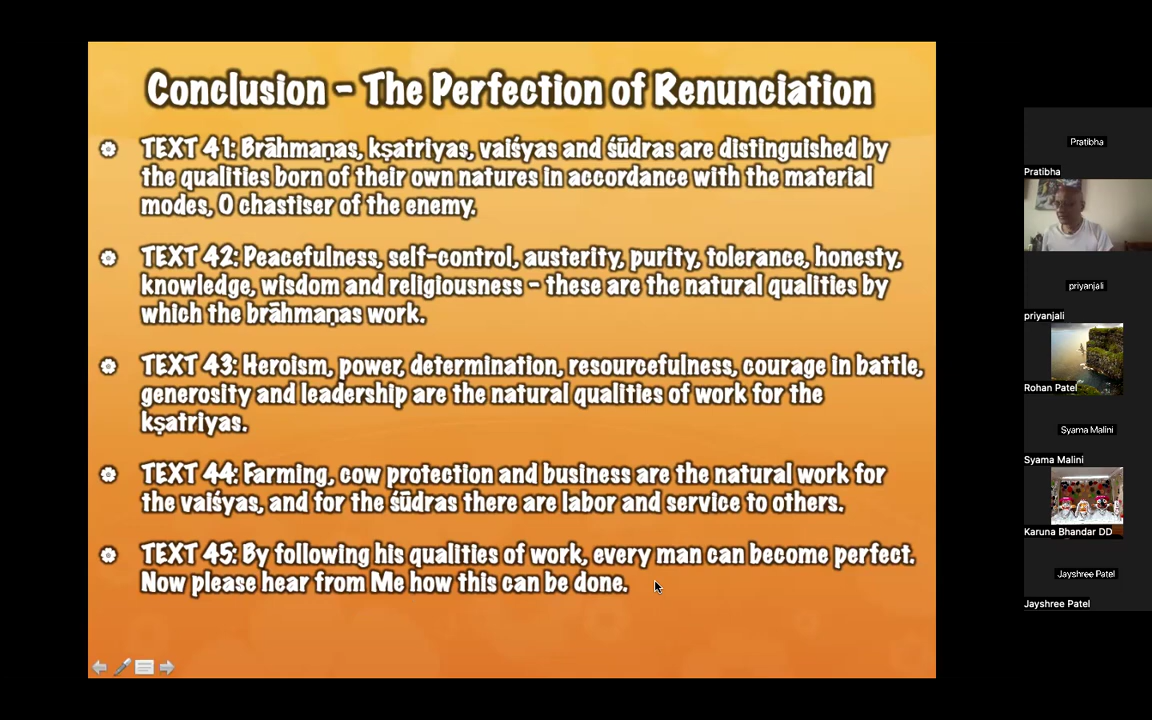 Conclusion - The Perfection of Renunciation
TEXT 41: Brāhmaṇas, kṣatriyas, vaiśyas and śūdras are distinguished by
the qualities born of their own natures in accordance with the material
modes, O chastiser of the enemy.
TEXT 42: Peacefulness, self-control, austerity, purity, tolerance, honesty,
knowledge, wisdom and religiousness – these are the natural qualities by
which the brāhmaṇas work.
TEXT 43: Heroism, power, determination, resourcefulness, courage in battle,
generosity and leadership are the natural qualities of work for the
kṣatriyas.
TEXT 44: Farming, cow protection and business are the natural work for
the vaiśyas, and for the śūdras there are labor and service to others.
TEXT 45: By following his qualities of work, every man can become perfect.
Now please hear from Me how this can be done.
Pratibha
Pratibha
priyanjali
priyanjali
Rohan Patel
Syama Malini
Syama Malini
Karuna Bhandar DD
Jayshree Patel
Jayshree Patel